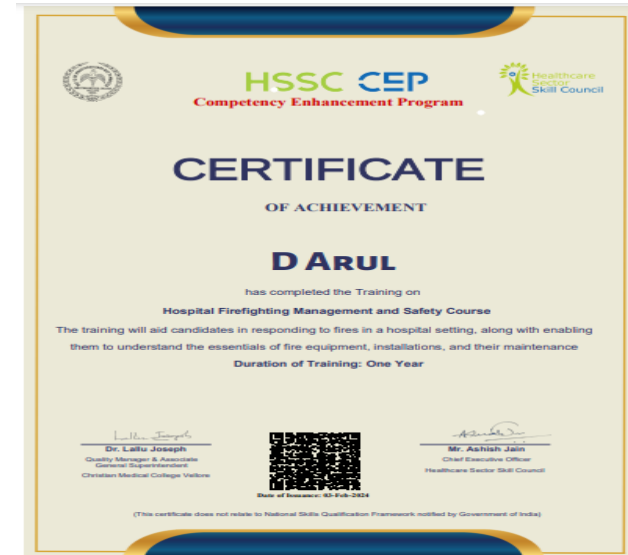 HSSC CEP
Competency Enhancement Program
Healthcare
Sector
Skill Council
CERTIFICATE
OF ACHIEVEMENT
D ARUL
has completed the Training on
Hospital Firefighting Management and Safety Course
The training will aid candidates in responding to fires in a hospital setting, along with enabling
them to understand the essentials of fire equipment, installations, and their maintenance
Duration of Training: One Year
Dr. Lallu Joseph
Quality Manager & Associate
General Superintendent
Christian Medical College Vellore
Mr. Ashish Jain
Chief Executive Officer
Healthcare Sector Skill Council
Date of Issuance: 03-Feb-2024
(This certificate does not relate to National Skills Qualification Framework notified by Government of India)